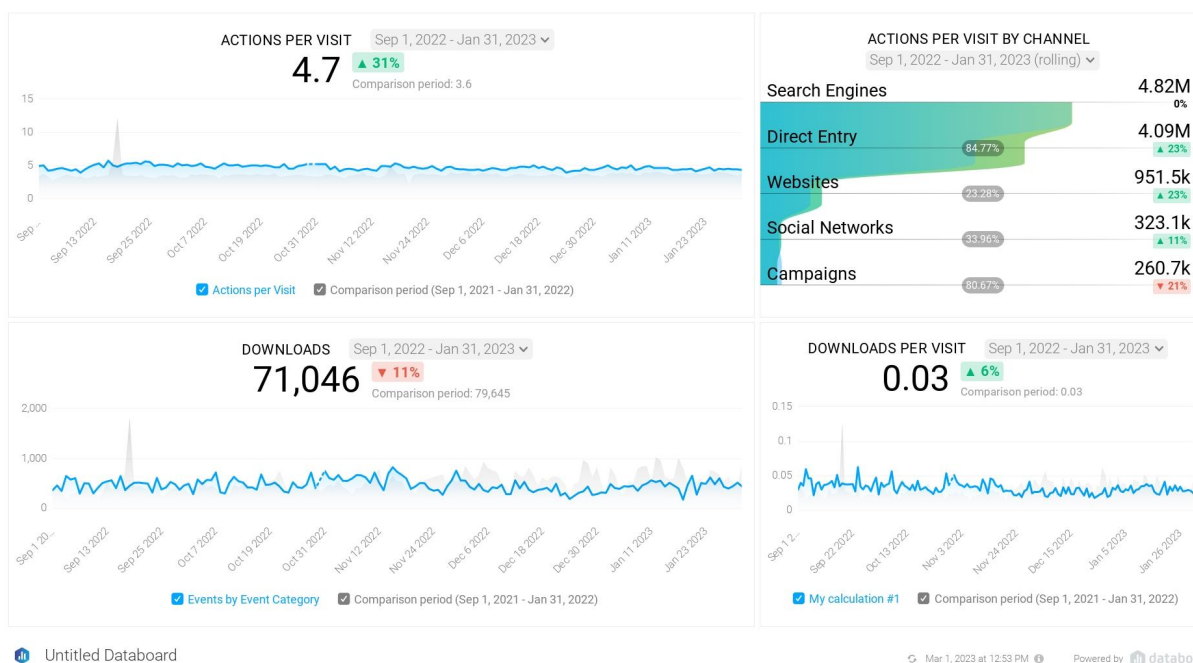 ACTIONS PER VISIT Sep 1, 2022 - Jan 31, 2023
4.7 ▲ 31%
Comparison period: 3.6
15
10
5
0
Sep ... Sep 13 2022 Sep 25 2022 Oct 7 2022 Oct 19 2022 Oct 31 2022 Nov 12 2022 Nov 24 2022 Dec 6 2022 Dec 18 2022 Dec 30 2022 Jan 11 2023 Jan 23 2023
Actions per Visit Comparison period (Sep 1, 2021 - Jan 31, 2022)
ACTIONS PER VISIT BY CHANNEL
Sep 1, 2022 - Jan 31, 2023 (rolling)
Search Engines 4.82M
0%
Direct Entry 4.09M
84.77% ▲ 23%
Websites 951.5k
23.28% ▲ 23%
Social Networks 323.1k
33.96% ▲ 11%
Campaigns 260.7k
80.67% ▼ 21%
DOWNLOADS Sep 1, 2022 - Jan 31, 2023
71,046 ▼ 11%
Comparison period: 79,645
2,000
1,000
0
Sep 1 20... Sep 13 2022 Sep 25 2022 Oct 7 2022 Oct 19 2022 Oct 31 2022 Nov 12 2022 Nov 24 2022 Dec 6 2022 Dec 18 2022 Dec 30 2022 Jan 11 2023 Jan 23 2023
Events by Event Category Comparison period (Sep 1, 2021 - Jan 31, 2022)
DOWNLOADS PER VISIT Sep 1, 2022 - Jan 31, 2023
0.03 ▲ 6%
Comparison period: 0.03
0.15
0.1
0.05
0
Sep 1 2... Sep 22 2022 Oct 13 2022 Nov 3 2022 Nov 24 2022 Dec 15 2022 Jan 5 2023 Jan 26 2023
My calculation #1 Comparison period (Sep 1, 2021 - Jan 31, 2022)
Untitled Databoard
Mar 1, 2023 at 12:53 PM Powered by databo